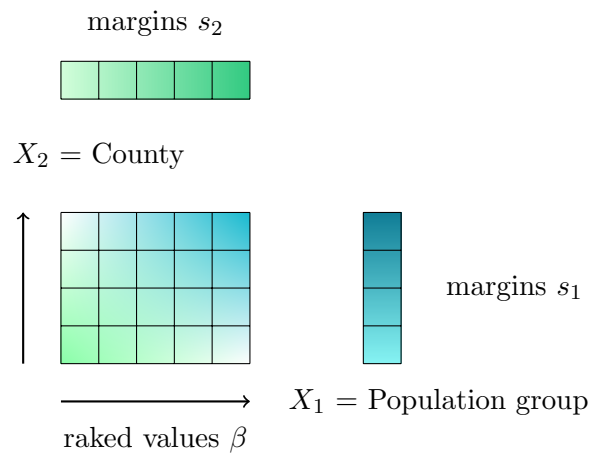 margins s₂
X₂ = County
margins s₁
X₁ = Population group
raked values β